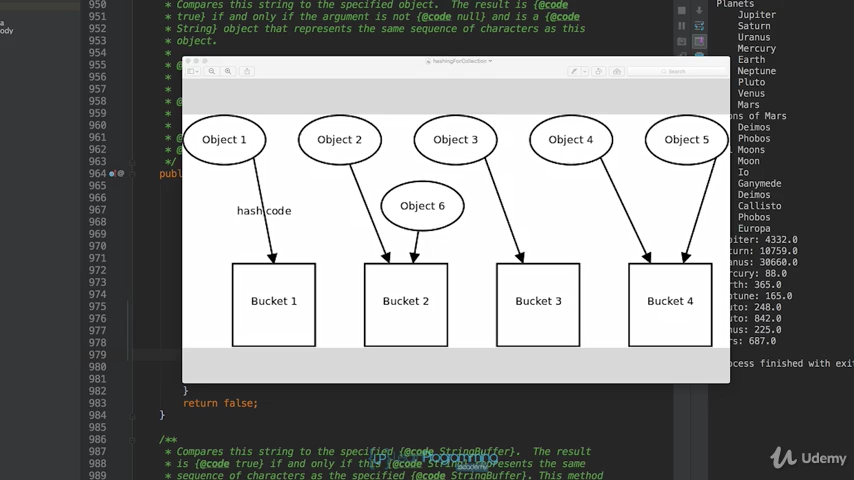 950 * Compares this string to the specified object. The result is {@code
951 * true} if and only if the argument is not {@code null} and is a {@code
952 * String} object that represents the same sequence of characters as this
953 * object.
954 *
955 * @
956 *
957 *
958 *
959 *
960 *
961 * @
962 * @
963 */
964 @ pub
965
966
967
968
969
970
971
972
973
974
975
976
977
978
979
980
981
982 }
983 return false;
984 }
985
986 /**
987 * Compares this string to the specified {@code StringBuffer}. The result
988 * is {@code true} if and only if this {@code String represents the same
989 * sequence of characters as the specified {@code StringBuffer}. This method
a
ody
hashingForCollection
Search
Object 1
Object 2
Object 3
Object 4
Object 5
Object 6
hash code
Bucket 1
Bucket 2
Bucket 3
Bucket 4
Planets
Jupiter
Saturn
Uranus
Mercury
Earth
Neptune
Pluto
Venus
Mars
ons of Mars
Deimos
Phobos
Moons
Moon
Io
Ganymede
Deimos
Callisto
Phobos
Europa
piter: 4332.0
turn: 10759.0
anus: 30660.0
rcury: 88.0
rth: 365.0
ptune: 165.0
uto: 248.0
uto: 842.0
nus: 225.0
rs: 687.0
ocess finished with exit
Programming
academy
Udemy